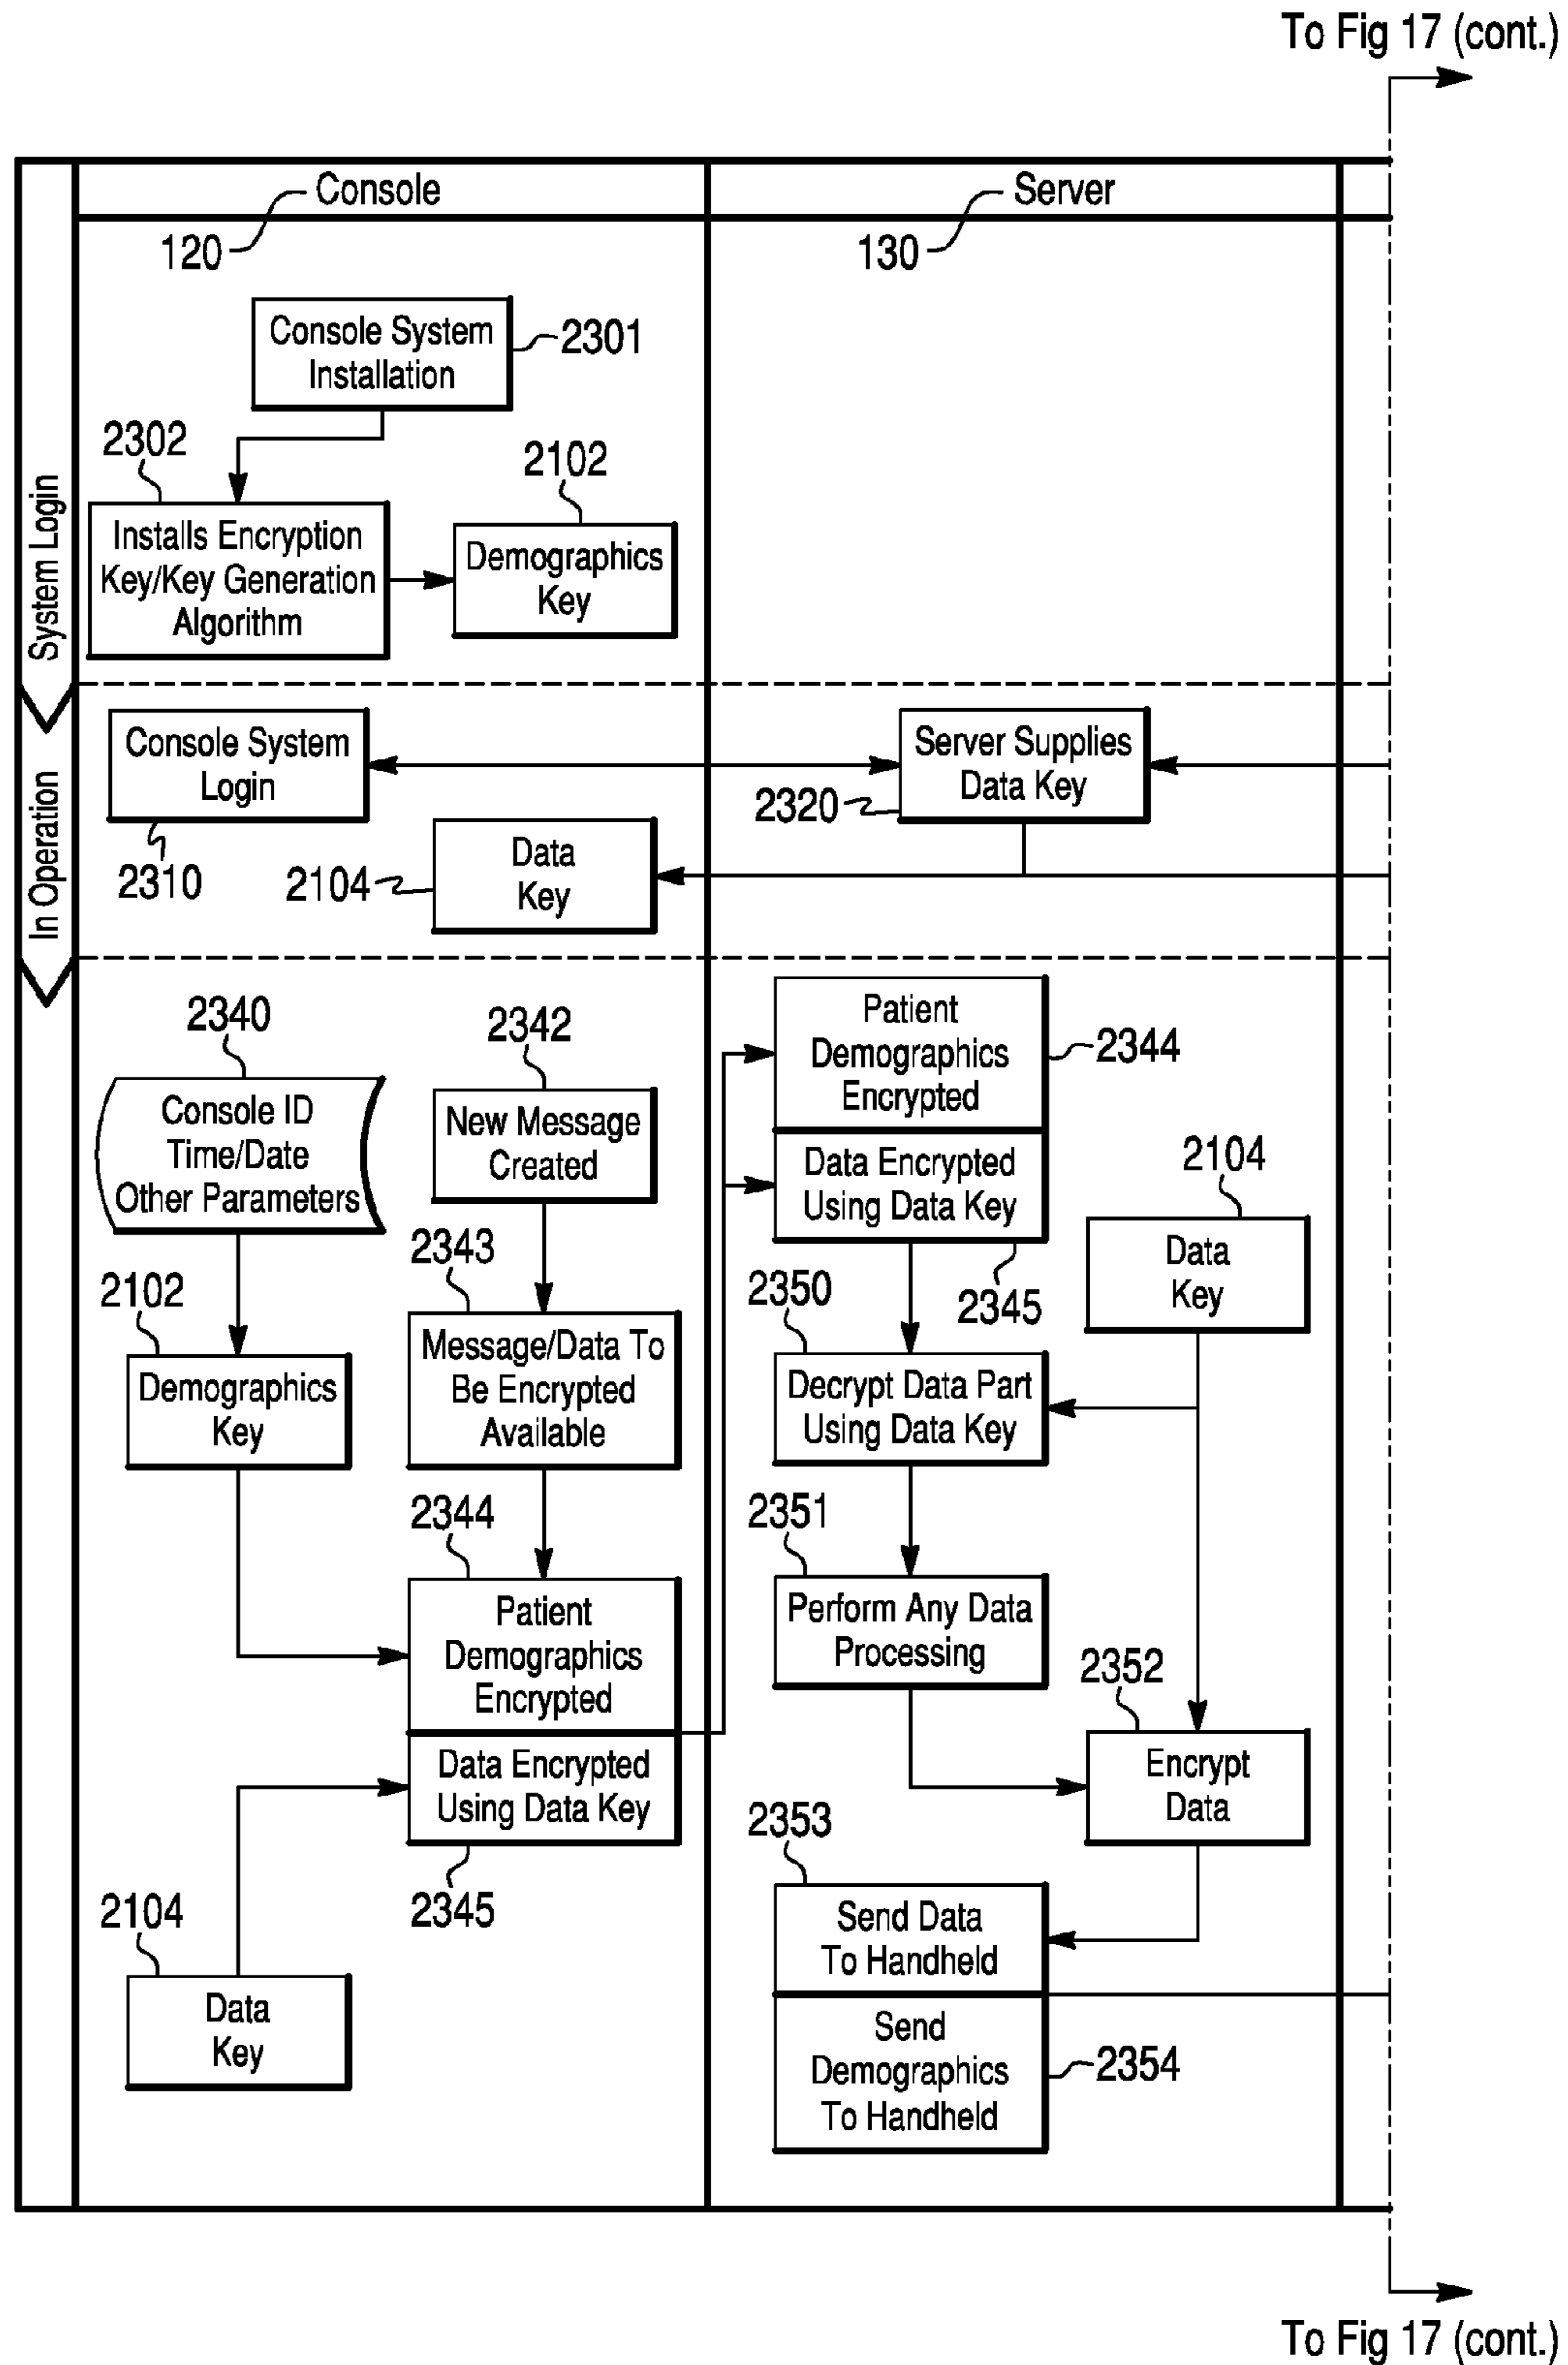 To Fig 17 (cont.)
Console
Server
120
130
Console System
Installation
2301
2302
2102
Installs Encryption
Key/Key Generation
Algorithm
Demographics
Key
System Login
Console System
Login
Server Supplies
Data Key
2320
2310
2104
Data
Key
In Operation
2340
2342
Patient
Demographics
Encrypted
2344
Console ID
Time/Date
Other Parameters
New Message
Created
Data Encrypted
Using Data Key
2104
2343
Data
Key
2102
2350
2345
Message/Data To
Be Encrypted
Available
Demographics
Key
Decrypt Data Part
Using Data Key
2344
2351
Patient
Demographics
Encrypted
Perform Any Data
Processing
2352
Data Encrypted
Using Data Key
Encrypt
Data
2353
2345
2104
Send Data
To Handheld
Data
Key
Send
Demographics
To Handheld
2354
To Fig 17 (cont.)